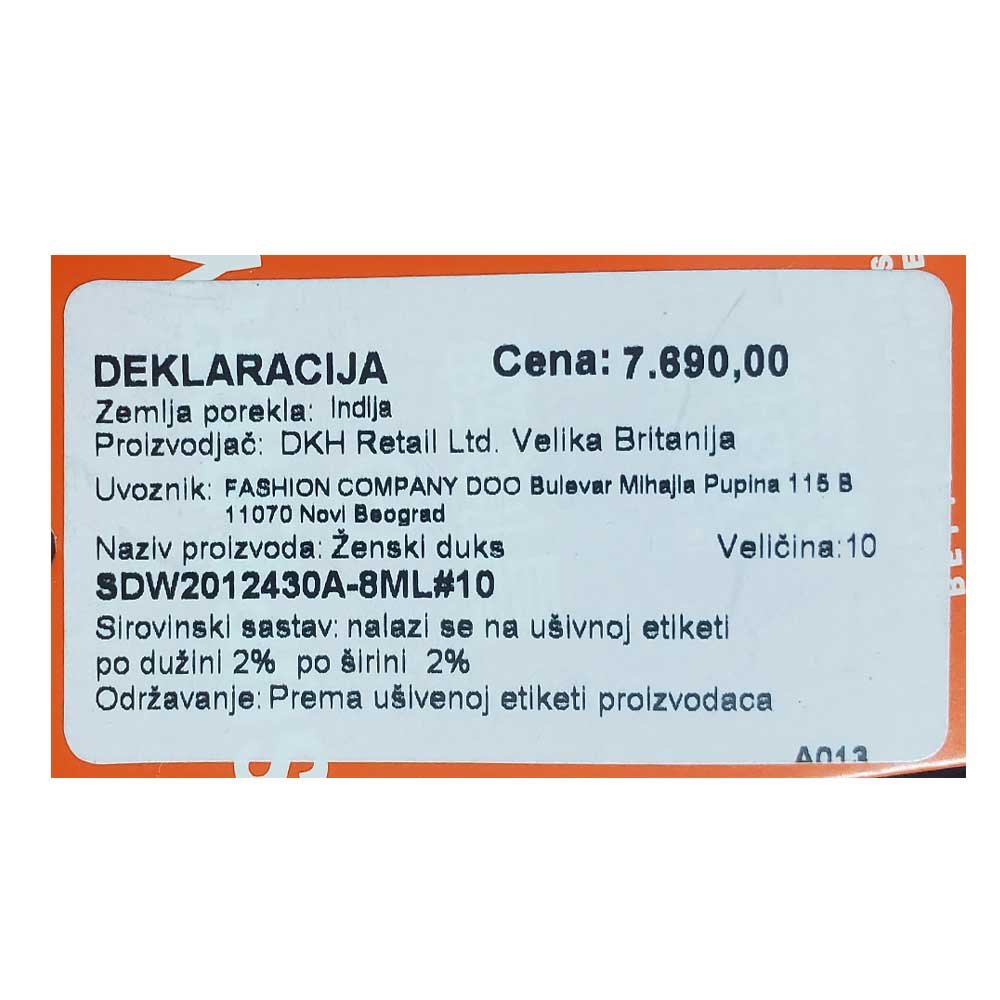 DEKLARACIJA Cena: 7.690,00
Zemlja porekla: Indija
Proizvodjač: DKH Retail Ltd. Velika Britanija
Uvoznik: FASHION COMPANY DOO Bulevar Mihajla Pupina 115 B
11070 Novi Beograd
Naziv proizvoda: Ženski duks Veličina:10
SDW2012430A-8ML#10
Sirovinski sastav: nalazi se na ušivnoj etiketi
po dužini 2% po širini 2%
Održavanje: Prema ušivenoj etiketi proizvodaca
A013